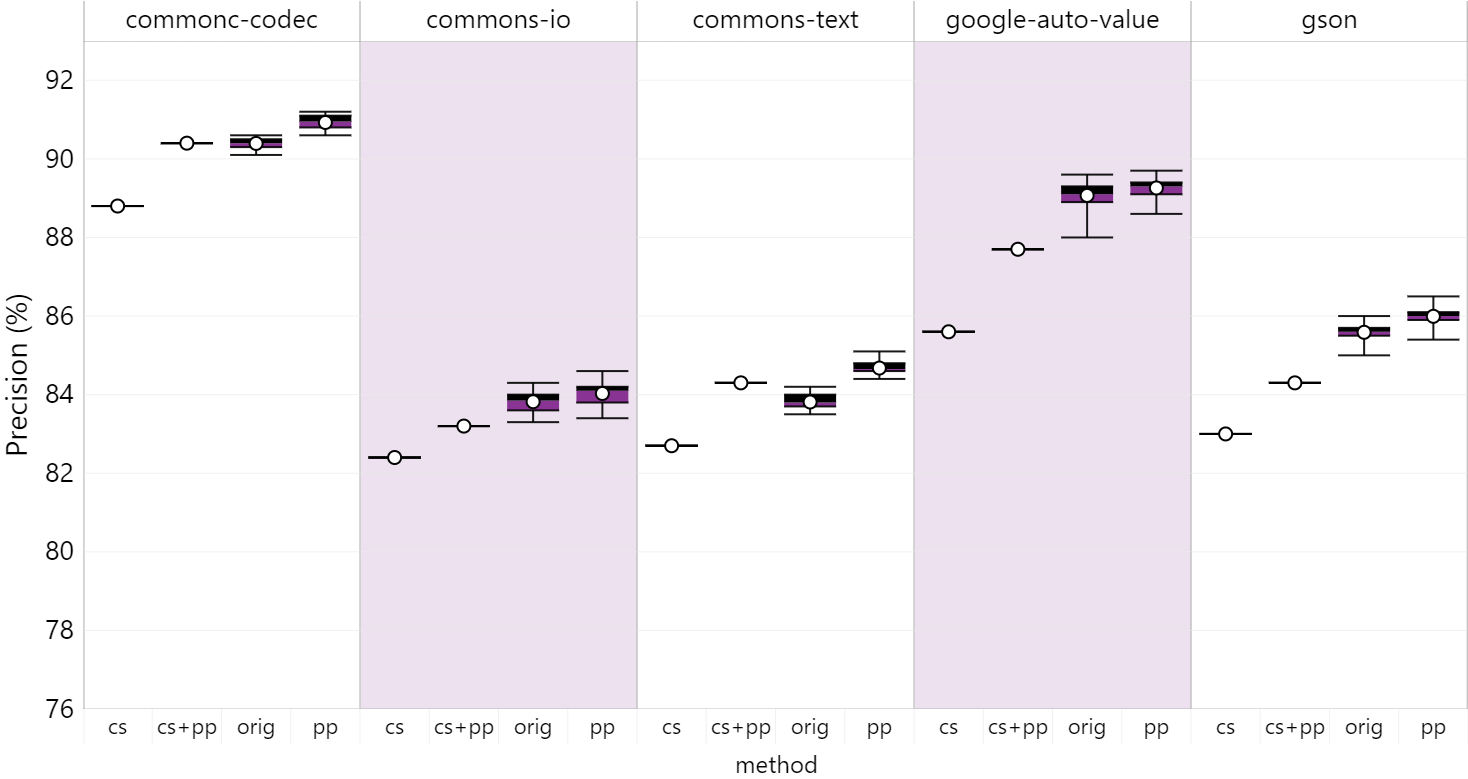 commonc-codec commons-io commons-text google-auto-value gson
92
90
88
86
84
82
80
78
76
Precision (%)
cs cs+pp orig pp cs cs+pp orig pp cs cs+pp orig pp cs cs+pp orig pp cs cs+pp orig pp
method